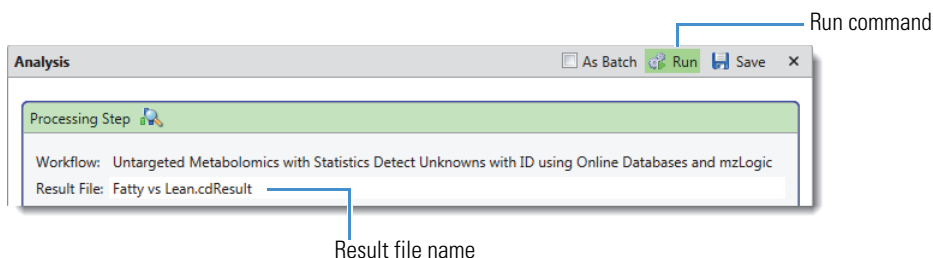 Run command
Analysis As Batch Run Save ×
Processing Step
Workflow: Untargeted Metabolomics with Statistics Detect Unknowns with ID using Online Databases and mzLogic
Result File: Fatty vs Lean.cdResult
Result file name